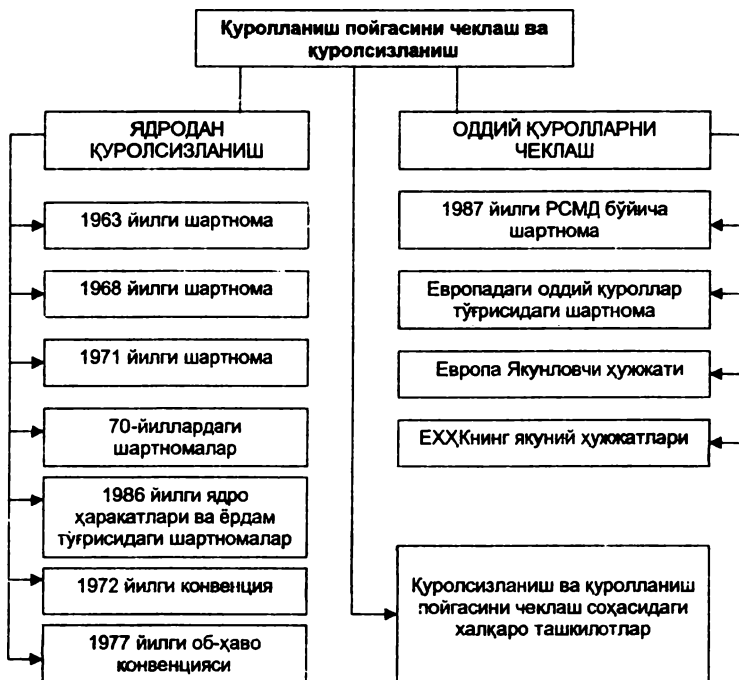 Қуролланиш пойгасини чеклаш ва
қуролсизланиш
ЯДРОДАН
ҚУРОЛСИЗЛАНИШ
1963 йилги шартнома
1968 йилги шартнома
1971 йилги шартнома
70-йиллардаги
шартномалар
1986 йилги ядро
ҳаракатлари ва ёрдам
тўғрисидаги шартномалар
1972 йилги конвенция
1977 йилги об-ҳаво
конвенцияси
ОДДИЙ ҚУРОЛЛАРНИ
ЧЕКЛАШ
1987 йилги РСМД бўйича
шартнома
Европадаги оддий қуроллар
тўғрисидаги шартнома
Европа Якунловчи ҳужжати
ЕХҲКнинг якуний ҳужжатлари
Қуролсизланиш ва қуролланиш
пойгасини чеклаш соҳасидаги
халқаро ташкилотлар